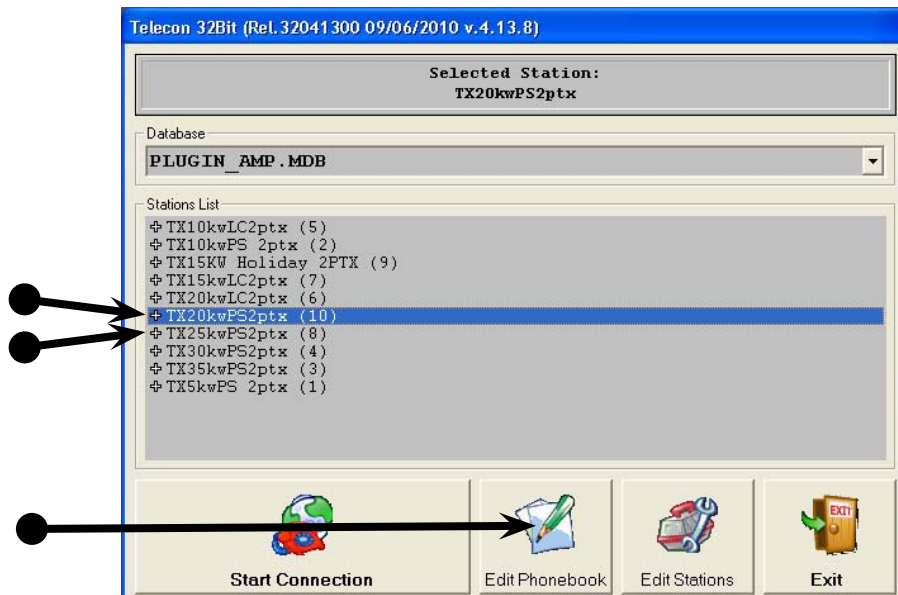 Telecon 32Bit (Rel.32041300 09/06/2010 v.4.13.8)
Selected Station:
TX20kwPS2ptx
Database
PLUGIN_AMP.MDB
Stations List
TX10kwLC2ptx (5)
TX10kwPS 2ptx (2)
TX15KW Holiday 2PTX (9)
TX15kwLC2ptx (7)
TX20kwLC2ptx (6)
TX20kwPS2ptx (10)
TX25kwPS2ptx (8)
TX30kwPS2ptx (4)
TX35kwPS2ptx (3)
TX5kwPS 2ptx (1)
EXIT
Start Connection
Edit Phonebook
Edit Stations
Exit